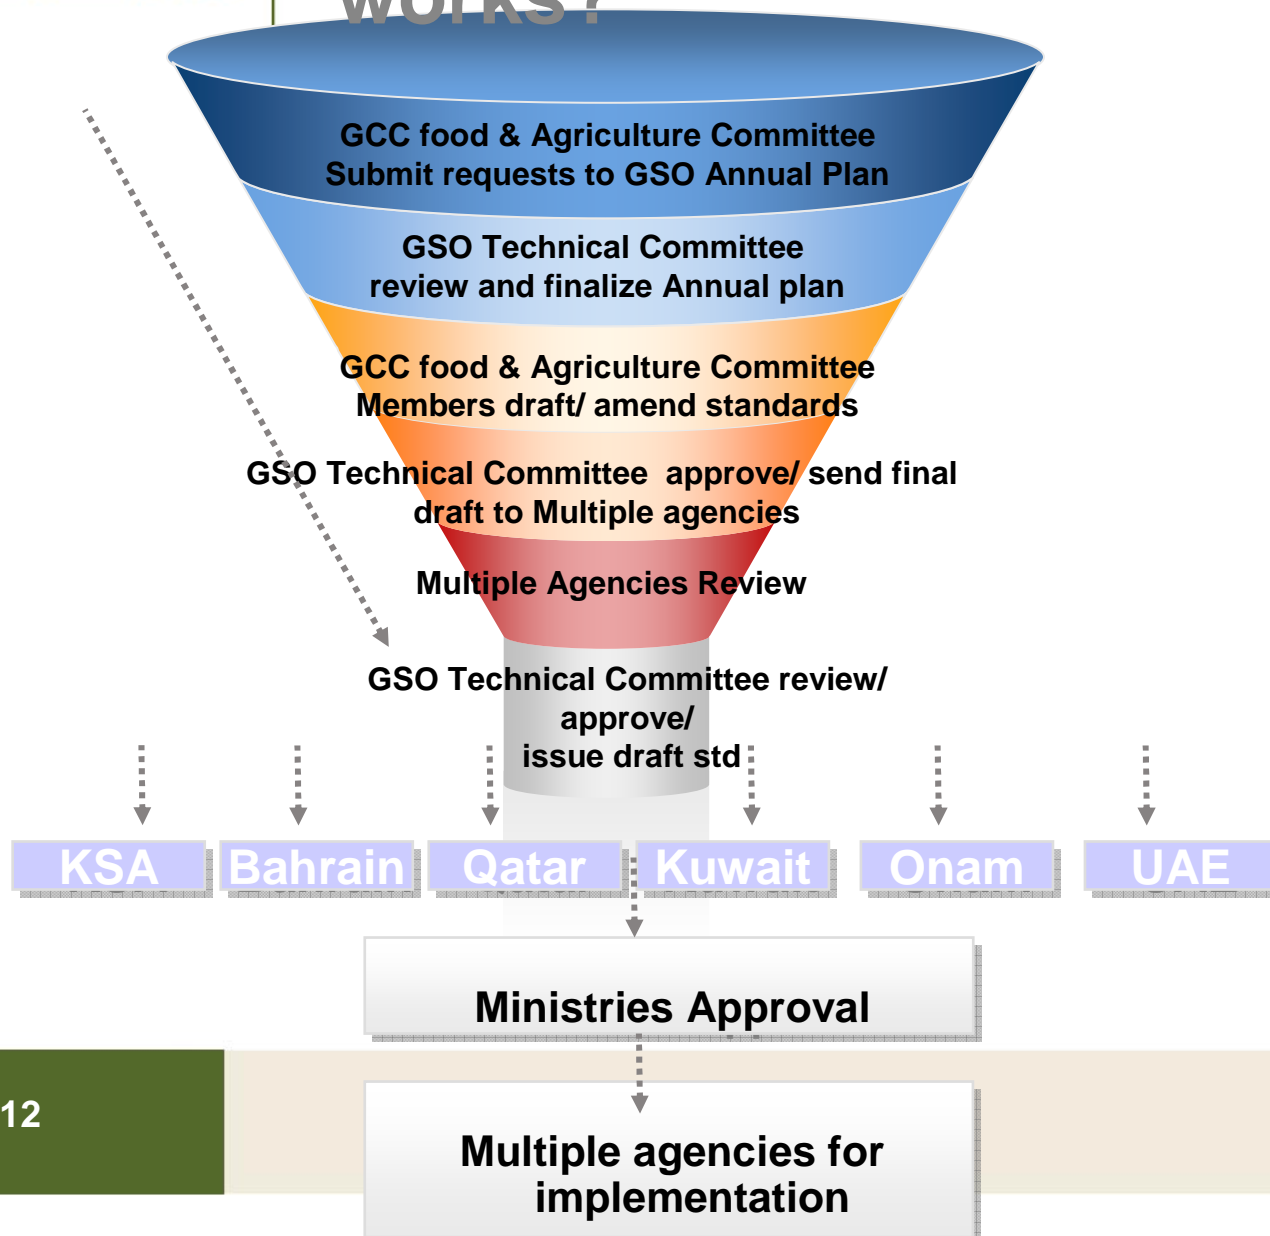 works?
GCC food & Agriculture Committee
Submit requests to GSO Annual Plan
GSO Technical Committee
review and finalize Annual plan
GCC food & Agriculture Committee
Members draft/ amend standards
GSO Technical Committee approve/ send final
draft to Multiple agencies
Multiple Agencies Review
GSO Technical Committee review/
approve/
issue draft std
KSA Bahrain Qatar Kuwait Onam UAE
Ministries Approval
12
Multiple agencies for
implementation